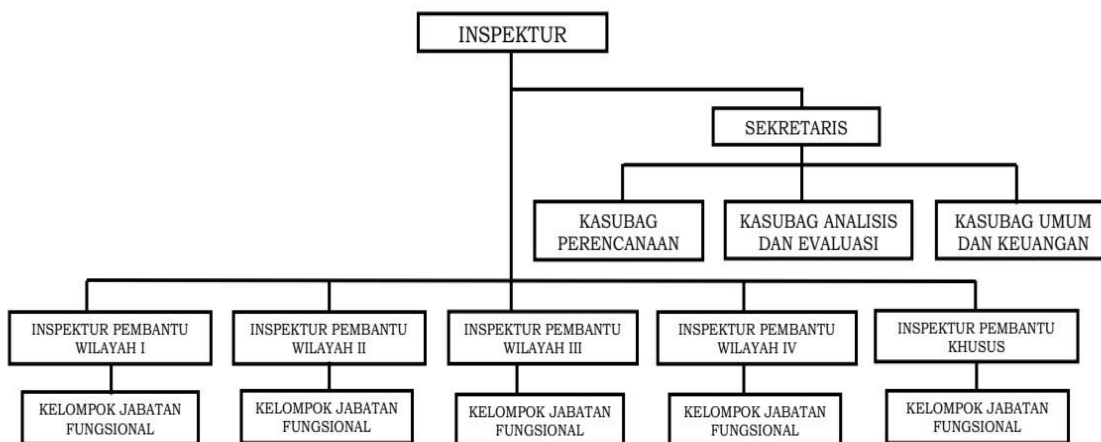 INSPEKTUR
SEKRETARIS
KASUBAG
PERENCANAAN
KASUBAG ANALISIS
DAN EVALUASI
KASUBAG UMUM
DAN KEUANGAN
INSPEKTUR PEMBANTU
WILAYAH I
INSPEKTUR PEMBANTU
WILAYAH II
INSPEKTUR PEMBANTU
WILAYAH III
INSPEKTUR PEMBANTU
WILAYAH IV
INSPEKTUR PEMBANTU
KHUSUS
KELOMPOK JABATAN
FUNGSIONAL
KELOMPOK JABATAN
FUNGSIONAL
KELOMPOK JABATAN
FUNGSIONAL
KELOMPOK JABATAN
FUNGSIONAL
KELOMPOK JABATAN
FUNGSIONAL